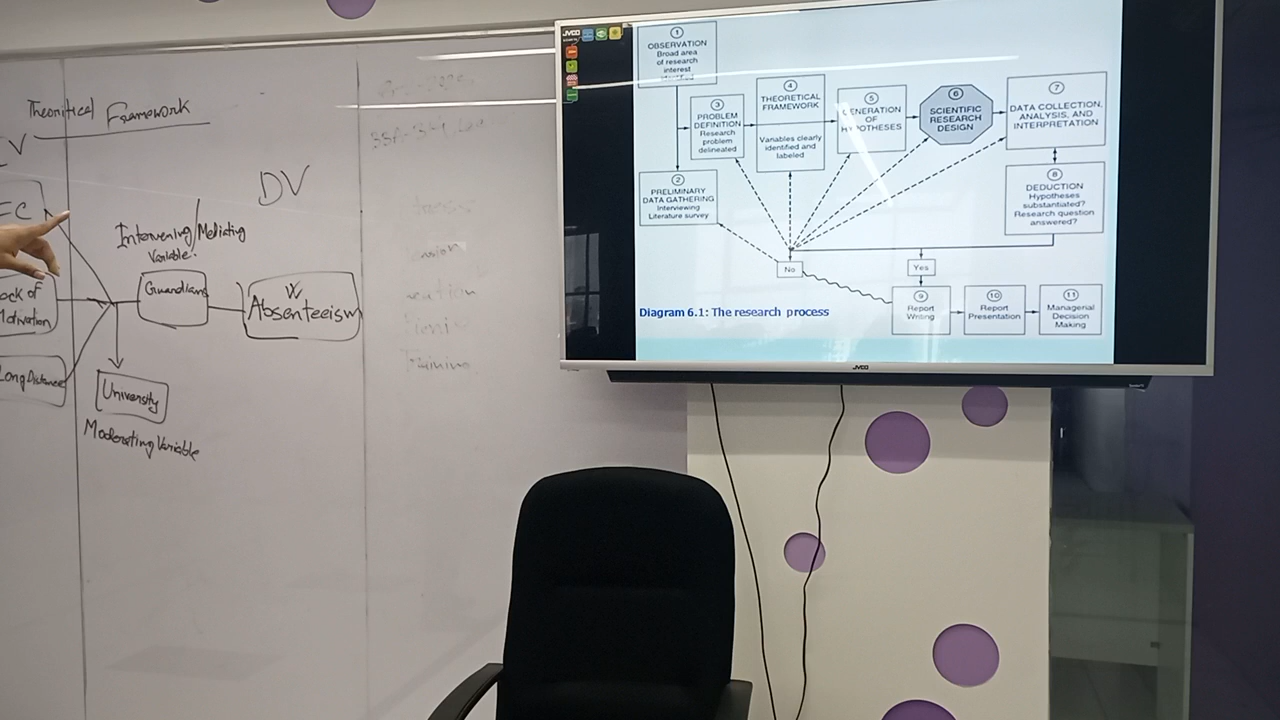 Theoritical Framework
DV
Intervening/Mediating
Variable.
Guardians
Absenteeism
Long Distance
University
Moderating Variable
JVCO
1
OBSERVATION
Broad area
of research
interest
identified
2
PRELIMINARY
DATA GATHERING
Interviewing
Literature survey
3
PROBLEM
DEFINITION
Research
problem
delineated
4
THEORETICAL
FRAMEWORK
Variables clearly
identified and
labeled
5
GENERATION
OF
HYPOTHESES
6
SCIENTIFIC
RESEARCH
DESIGN
7
DATA COLLECTION,
ANALYSIS, AND
INTERPRETATION
8
DEDUCTION
Hypotheses
substantiated?
Research question
answered?
No
Yes
9
Report
Writing
10
Report
Presentation
11
Managerial
Decision
Making
Diagram 6.1: The research process
JVCO